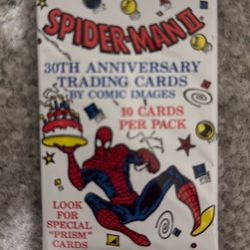 SPIDER-MAN II
30TH ANNIVERSARY
TRADING CARDS
BY COMIC IMAGES
10 CARDS
PER PACK
LOOK
FOR
SPECIAL
"PRISM"
CARDS